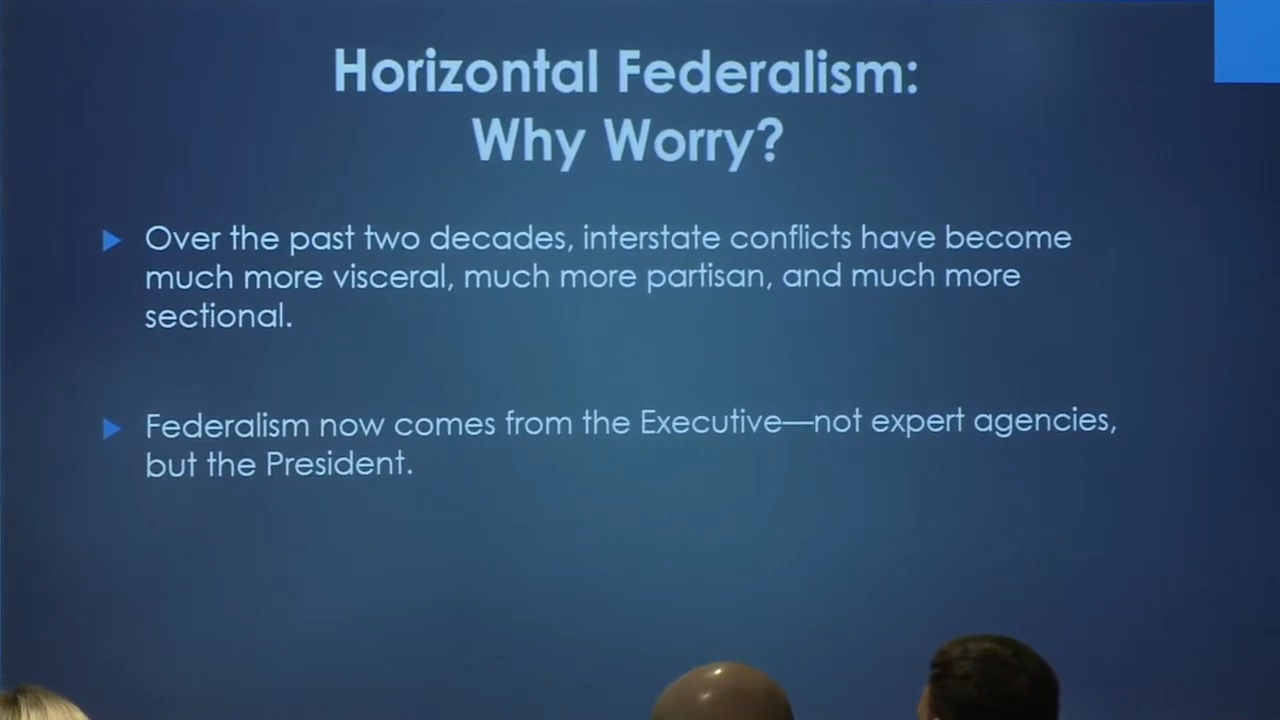 Horizontal Federalism:
Why Worry?
Over the past two decades, interstate conflicts have become
much more visceral, much more partisan, and much more
sectional.
Federalism now comes from the Executive—not expert agencies,
but the President.